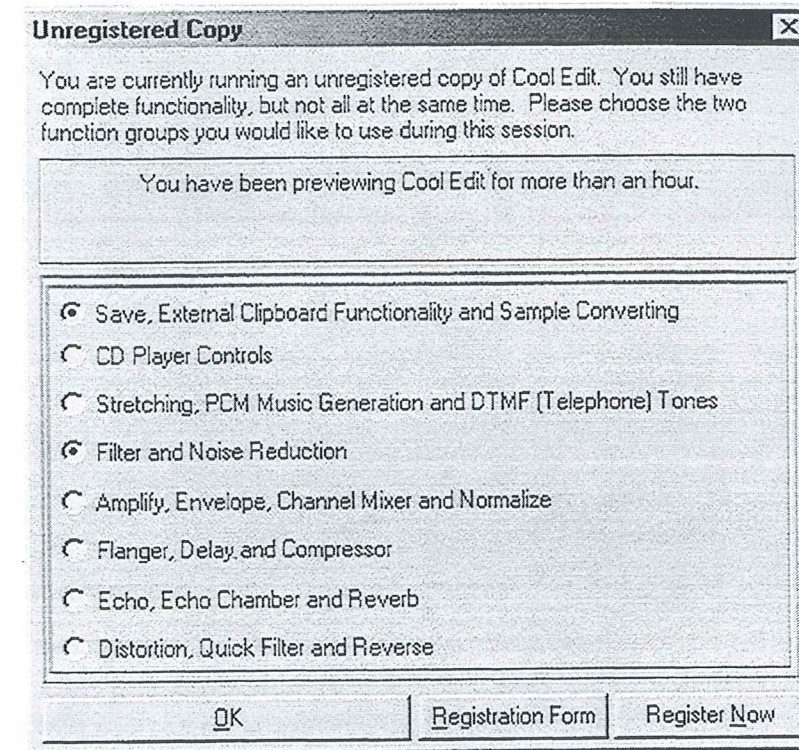 Unregistered Copy
You are currently running an unregistered copy of Cool Edit. You still have
complete functionality, but not all at the same time. Please choose the two
function groups you would like to use during this session.
You have been previewing Cool Edit for more than an hour.
Save, External Clipboard Functionality and Sample Converting
CD Player Controls
Stretching, PCM Music Generation and DTMF (Telephone) Tones
Filter and Noise Reduction
Amplify, Envelope, Channel Mixer and Normalize
Flanger, Delay and Compressor
Echo, Echo Chamber and Reverb
Distortion, Quick Filter and Reverse
OK Registration Form Register Now